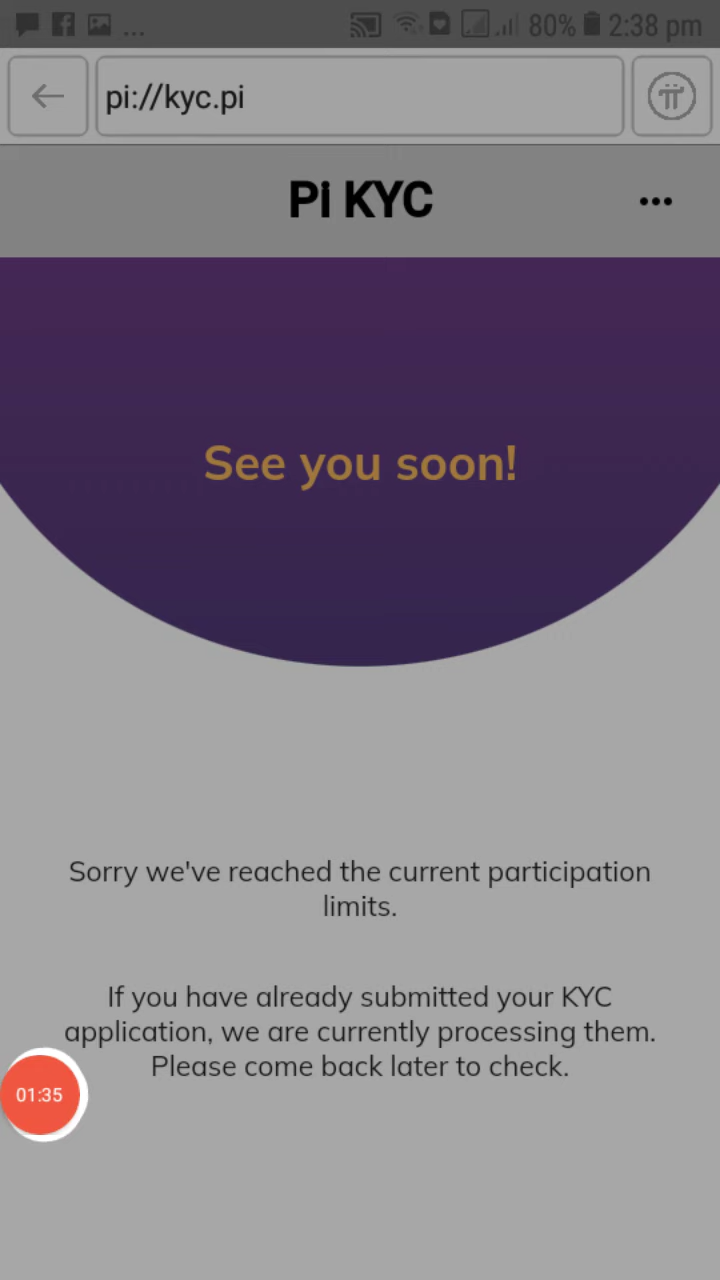 ... 80% 2:38 pm
pi://kyc.pi
Pi KYC
See you soon!
Sorry we've reached the current participation
limits.
If you have already submitted your KYC
application, we are currently processing them.
Please come back later to check.
01:35